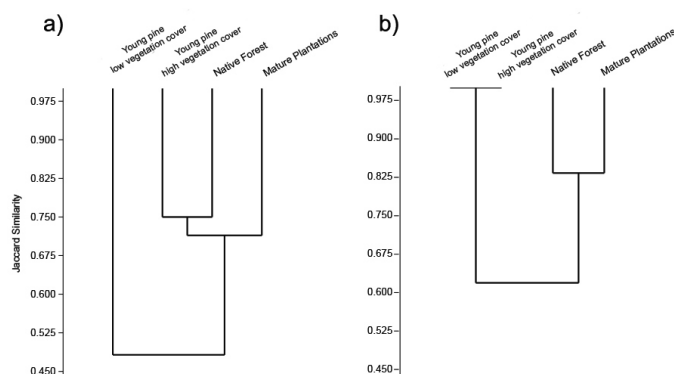 a)
Young pine
low vegetation cover
Young pine
high vegetation cover
Native Forest
Mature Plantations
0.975
0.900
0.825
0.750
0.675
0.600
0.525
0.450
Jaccard Similarity
b)
Young pine
low vegetation cover
Young pine
high vegetation cover
Native Forest
Mature Plantations
0.975
0.900
0.825
0.750
0.675
0.600
0.525
0.450